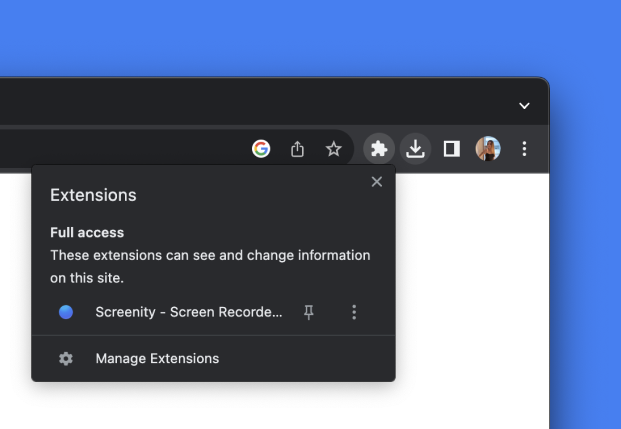 Extensions
Full access
These extensions can see and change information
on this site.
Screenity - Screen Recorde...
Manage Extensions